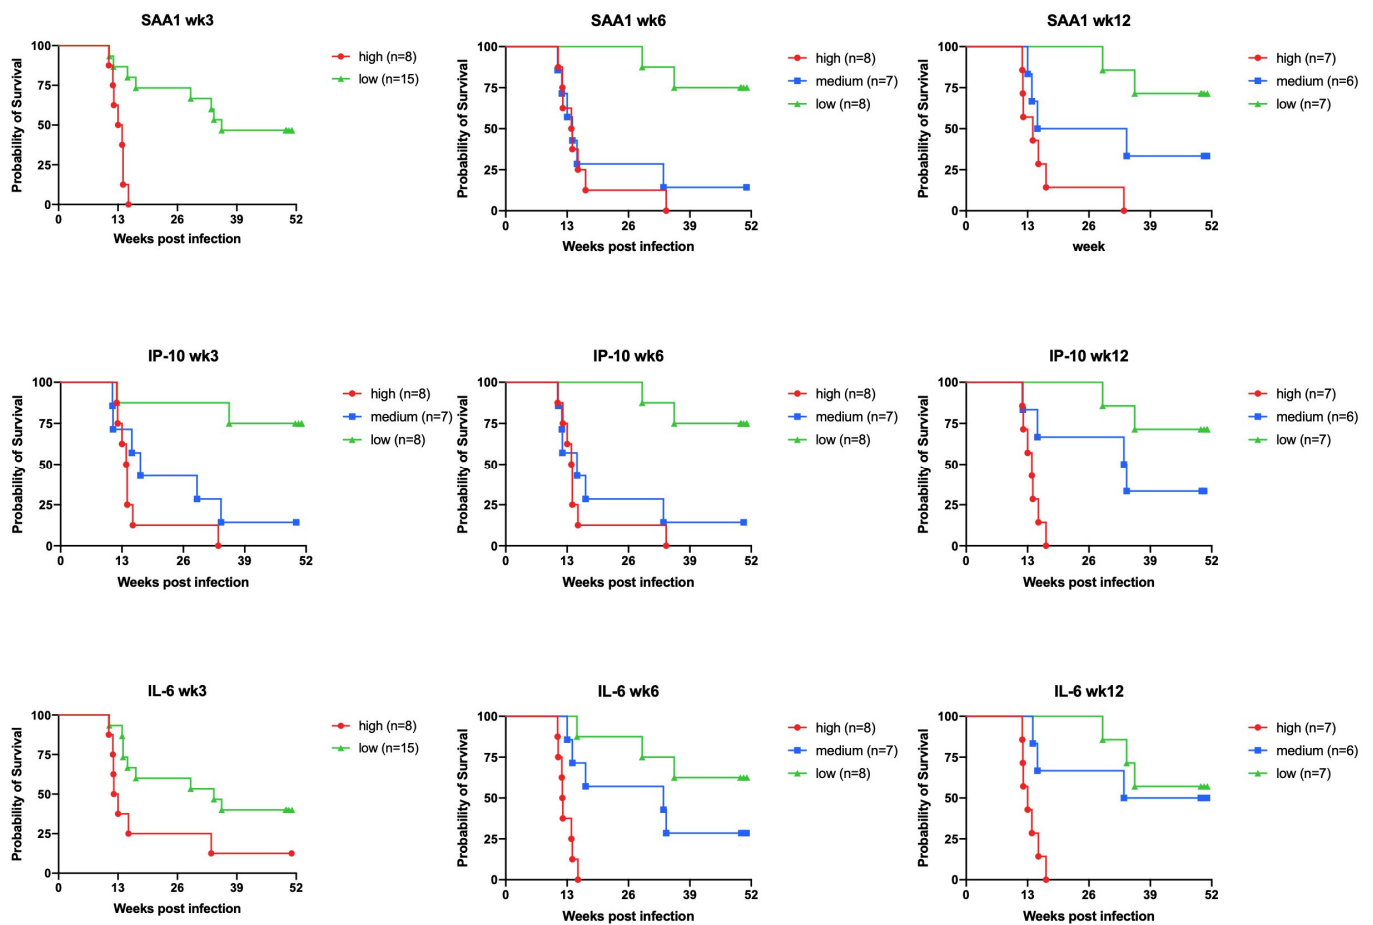 SAA1 wk3
Probability of Survival
100
75
50
25
0
0 13 26 39 52
Weeks post infection
high (n=8)
low (n=15)
SAA1 wk6
Probability of Survival
100
75
50
25
0
0 13 26 39 52
Weeks post infection
high (n=8)
medium (n=7)
low (n=8)
SAA1 wk12
Probability of Survival
100
75
50
25
0
0 13 26 39 52
week
high (n=7)
medium (n=6)
low (n=7)
IP-10 wk3
Probability of Survival
100
75
50
25
0
0 13 26 39 52
Weeks post infection
high (n=8)
medium (n=7)
low (n=8)
IP-10 wk6
Probability of Survival
100
75
50
25
0
0 13 26 39 52
Weeks post infection
high (n=8)
medium (n=7)
low (n=8)
IP-10 wk12
Probability of Survival
100
75
50
25
0
0 13 26 39 52
Weeks post infection
high (n=7)
medium (n=6)
low (n=7)
IL-6 wk3
Probability of Survival
100
75
50
25
0
0 13 26 39 52
Weeks post infection
high (n=8)
low (n=15)
IL-6 wk6
Probability of Survival
100
75
50
25
0
0 13 26 39 52
Weeks post infection
high (n=8)
medium (n=7)
low (n=8)
IL-6 wk12
Probability of Survival
100
75
50
25
0
0 13 26 39 52
Weeks post infection
high (n=7)
medium (n=6)
low (n=7)